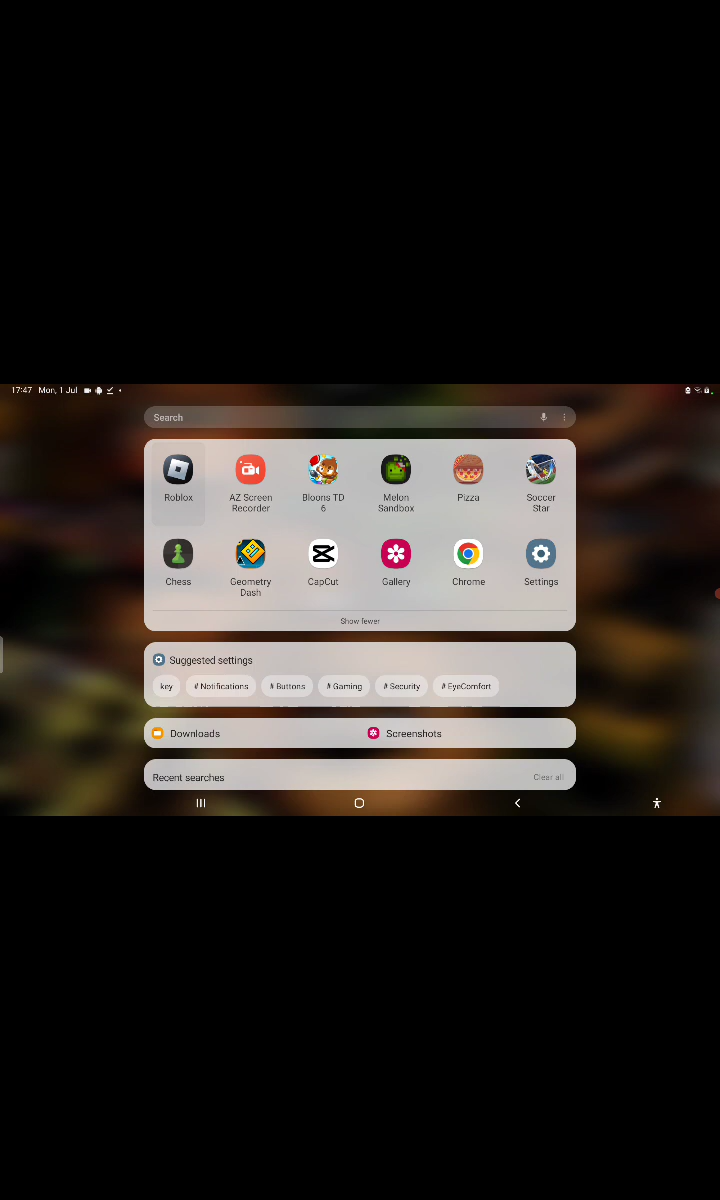 17:47 Mon, 1 Jul
Search
Roblox
AZ Screen
Recorder
Bloons TD
6
Melon
Sandbox
Pizza
Soccer
Star
Chess
Geometry
Dash
CapCut
Gallery
Chrome
Settings
Show fewer
Suggested settings
key
# Notifications
# Buttons
# Gaming
# Security
# EyeComfort
Downloads
Screenshots
Recent searches
Clear all